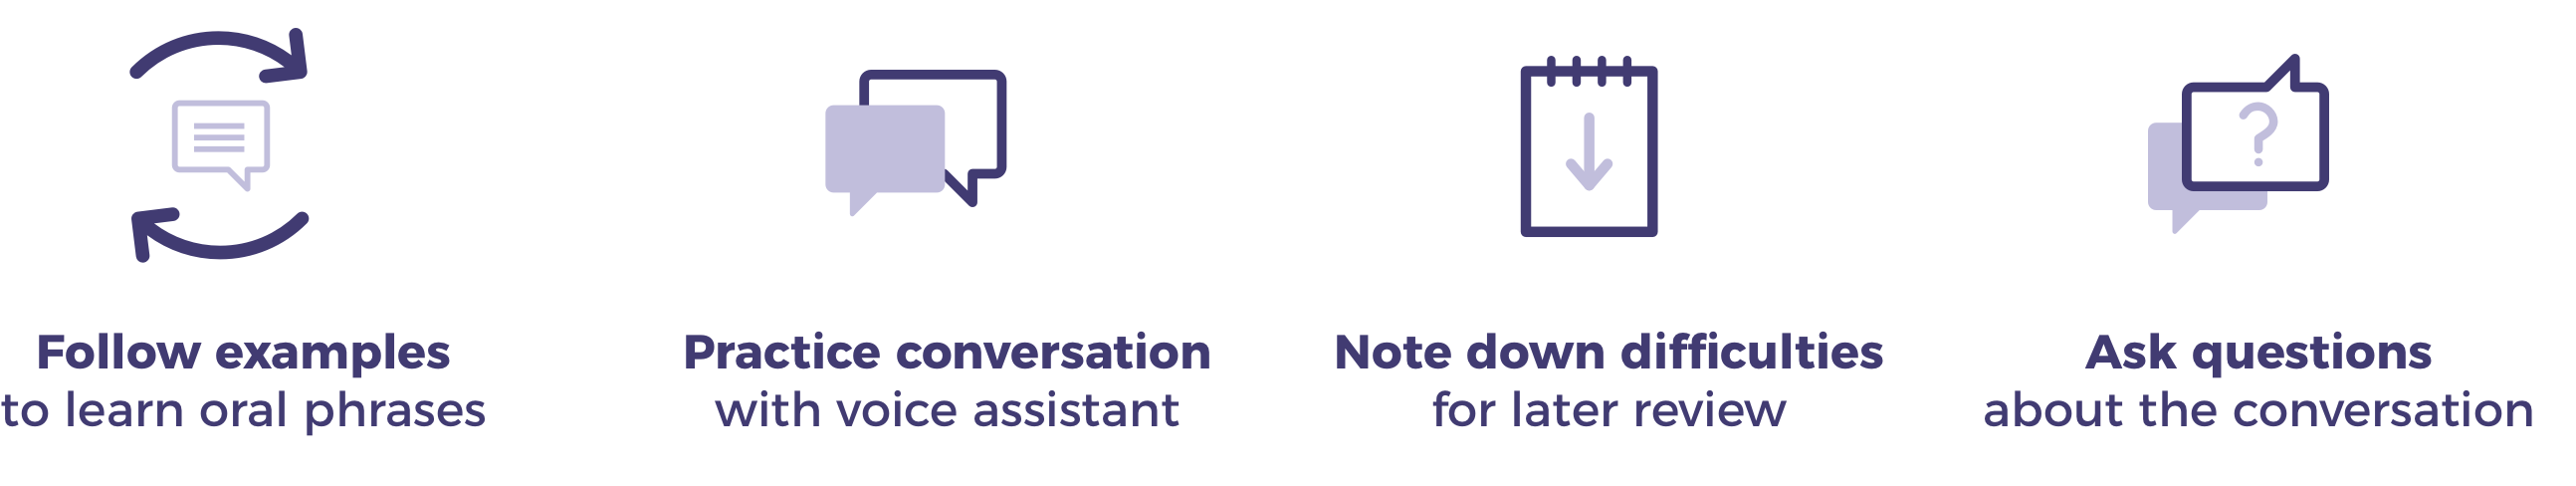 Follow examples
to learn oral phrases
Practice conversation
with voice assistant
Note down difficulties
for later review
Ask questions
about the conversation
?